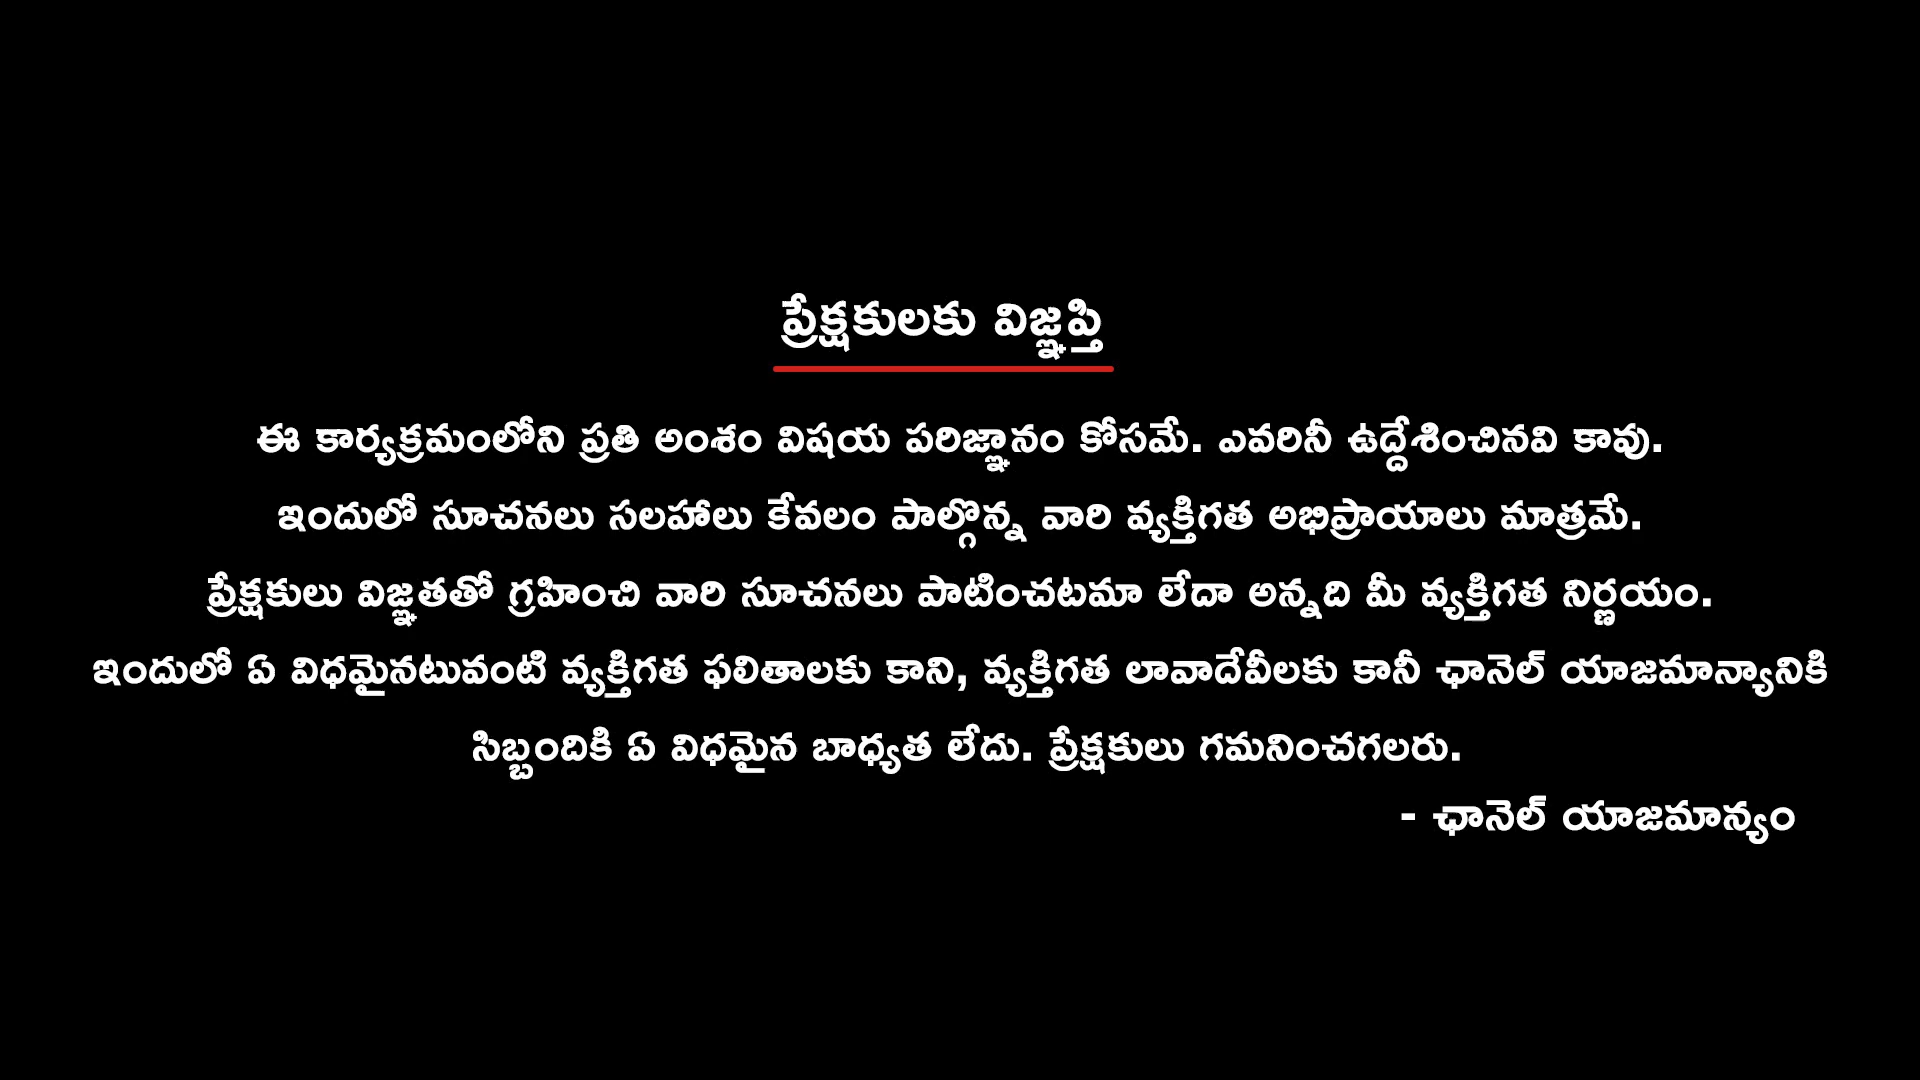 ప్రేక్షకులకు విజ్ఞప్తి
ఈ కార్యక్రమంలోని ప్రతి అంశం విషయ పరిజ్ఞానం కోసమే. ఎవరినీ ఉద్దేశించినవి కావు.
ఇందులో సూచనలు సలహాలు కేవలం పాల్గొన్న వారి వ్యక్తిగత అభిప్రాయాలు మాత్రమే.
ప్రేక్షకులు విజ్ఞతతో గ్రహించి వారి సూచనలు పాటించటమా లేదా అన్నది మీ వ్యక్తిగత నిర్ణయం.
ఇందులో ఏ విధమైనటువంటి వ్యక్తిగత ఫలితాలకు కాని, వ్యక్తిగత లావాదేవీలకు కానీ ఛానెల్ యాజమాన్యానికి
సిబ్బందికి ఏ విధమైన బాధ్యత లేదు. ప్రేక్షకులు గమనించగలరు.
- ఛానెల్ యాజమాన్యం